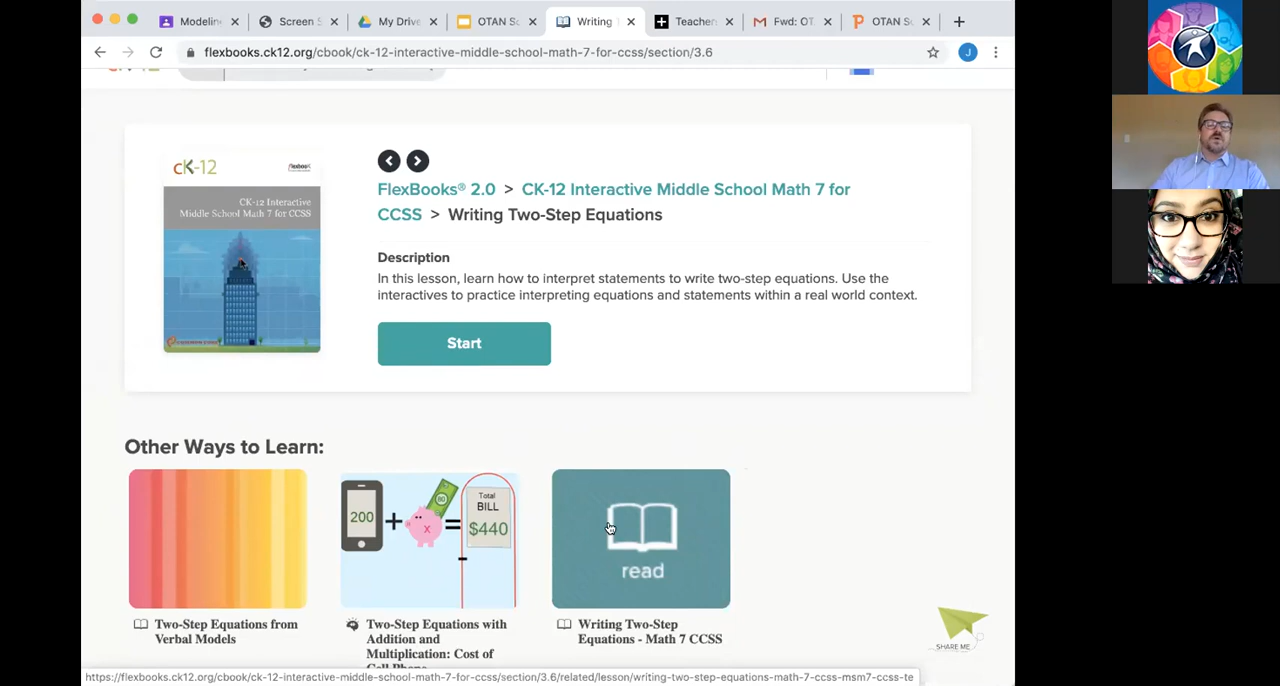 Modelin
Screen S
My Drive
OTAN Sc
Writing
Teacher
Fwd: OT
OTAN Sc
flexbooks.ck12.org/cbook/ck-12-interactive-middle-school-math-7-for-ccss/section/3.6
J
cK-12
flexbook
CK-12 Interactive
Middle School Math 7 for CCSS
FlexBooks® 2.0 > CK-12 Interactive Middle School Math 7 for
CCSS > Writing Two-Step Equations
Description
In this lesson, learn how to interpret statements to write two-step equations. Use the
interactives to practice interpreting equations and statements within a real world context.
Start
Other Ways to Learn:
200
+
x
=
80
Total
BILL
$440
read
Two-Step Equations from
Verbal Models
Two-Step Equations with
Addition and
Multiplication: Cost of
Cell Phone
Writing Two-Step
Equations - Math 7 CCSS
SHARE ME
https://flexbooks.ck12.org/cbook/ck-12-interactive-middle-school-math-7-for-ccss/section/3.6/related/lesson/writing-two-step-equations-math-7-ccss-msm7-ccss-te